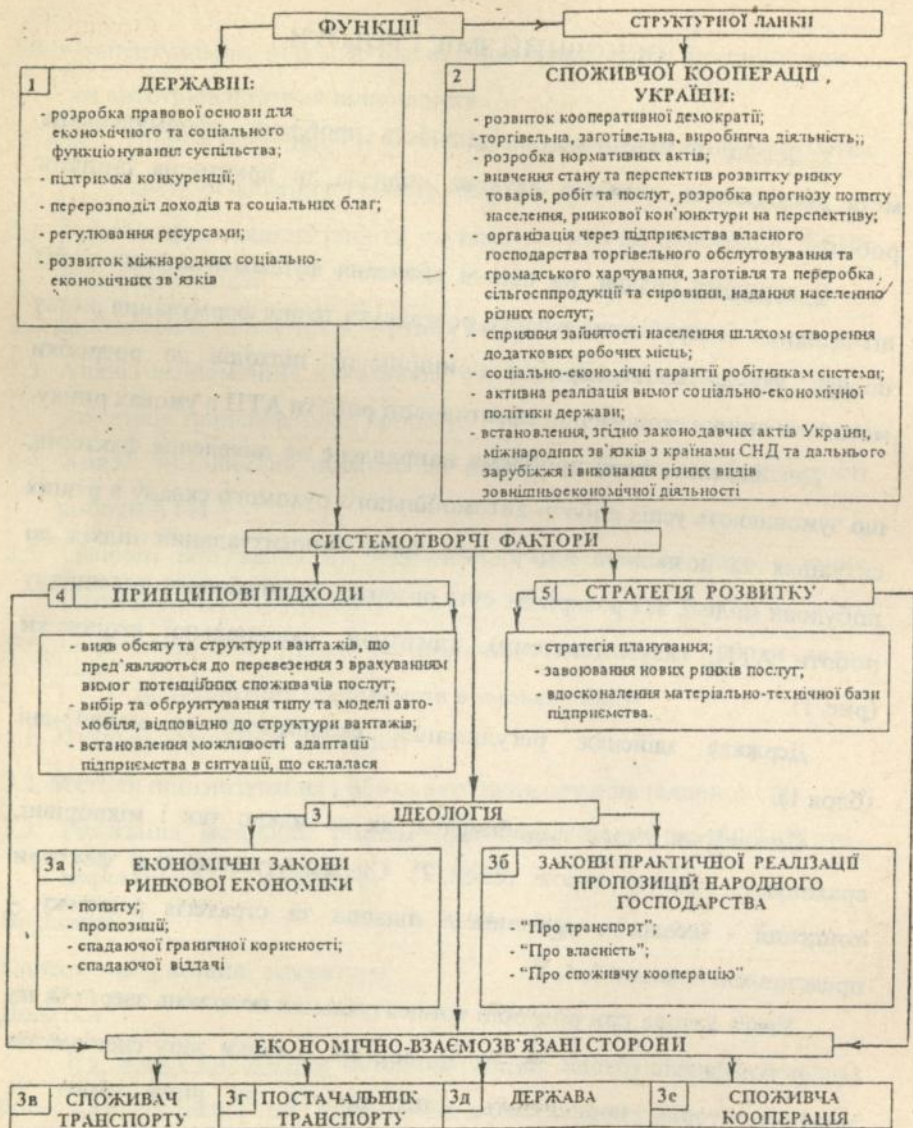 ФУНКЦІЇ
СТРУКТУРНОЇ ЛАНКИ
1
ДЕРЖАВНІ:
- розробка правової основи для
економічного та соціального
функціонування суспільства;
- підтримка конкуренції;
- перерозподіл доходів та соціальних благ;
- регулювання ресурсами;
- розвиток міжнародних соціально-
економічних зв'язків
2
СПОЖИВЧОЇ КООПЕРАЦІЇ
УКРАЇНИ:
- розвиток кооперативної демократії;
-торгівельна, заготівельна, виробнича діяльність;;
- розробка нормативних актів;
- вивчення стану та перспектив розвитку ринку
товарів, робіт та послуг, розробка прогнозу попиту
населення, ринкової кон'юнктури на перспективу;
- організація через підприємства власного
господарства торгівельного обслуговування та
громадського харчування, заготівля та переробка
сільгосппродукції та сировини, надання населенню
різних послуг;
- сприяння зайнятості населення шляхом створення
додаткових робочих місць;
- соціально-економічні гарантії робітникам системи;
- активна реалізація вимог соціально-економічної
політики держави;
- встановлення, згідно законодавчих актів України,
міжнародних зв'язків з країнами СНД та дальнього
зарубіжжя і виконання різних видів
зовнішньоекономічної діяльності
СИСТЕМОТВОРЧІ ФАКТОРИ
4
ПРИНЦИПОВІ ПІДХОДИ
- вияв обсягу та структури вантажів, що
пред'являються до перевезення з врахуванням
вимог потенційних споживачів послуг;
- вибір та обгрунтування типу та моделі авто-
мобіля, відповідно до структури вантажів;
- встановлення можливості адаптації
підприємства в ситуації, що склалася
5
СТРАТЕГІЯ РОЗВИТКУ
- стратегія планування;
- завоювання нових ринків послуг;
- вдосконалення матеріально-технічної бази
підприємства.
3
ІДЕОЛОГІЯ
3а
ЕКОНОМІЧНІ ЗАКОНИ
РИНКОВОЇ ЕКОНОМІКИ
- попиту;
- пропозиції;
- спадаючої граничної корисності;
- спадаючої віддачі
3б
ЗАКОНИ ПРАКТИЧНОЇ РЕАЛІЗАЦІЇ
ПРОПОЗИЦІЙ НАРОДНОГО
ГОСПОДАРСТВА
- “Про транспорт”;
- “Про власність”;
- “Про споживчу кооперацію”
ЕКОНОМІЧНО-ВЗАЄМОЗВ'ЯЗАНІ СТОРОНИ
3в
СПОЖИВАЧ
ТРАНСПОРТУ
3г
ПОСТАЧАЛЬНИК
ТРАНСПОРТУ
3д
ДЕРЖАВА
3е
СПОЖИВЧА
КООПЕРАЦІЯ